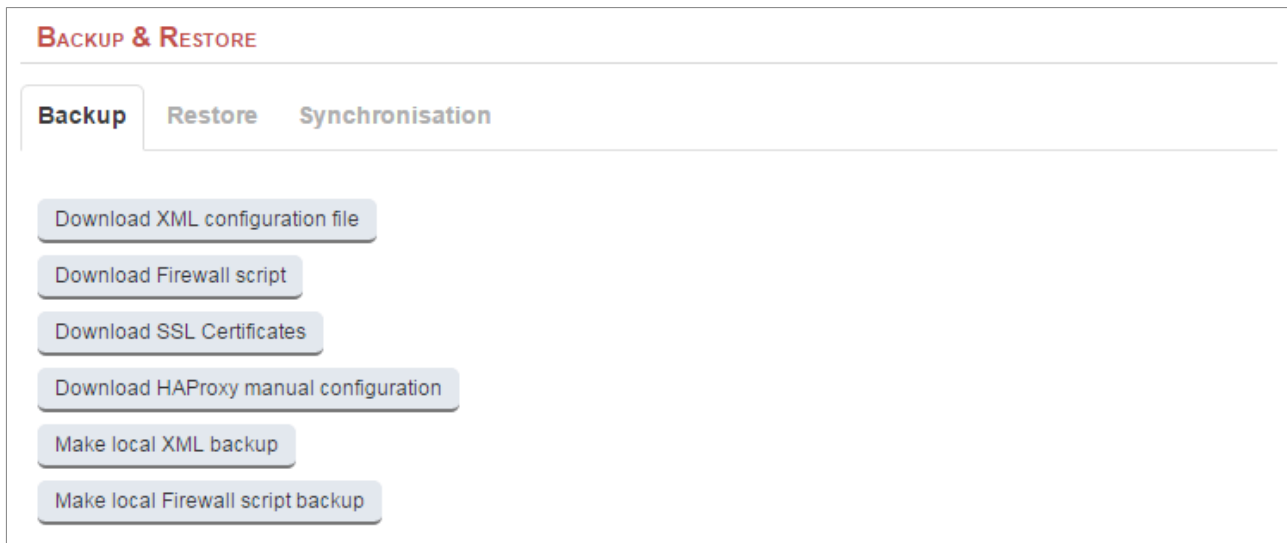 BACKUP & RESTORE
Backup Restore Synchronisation
Download XML configuration file
Download Firewall script
Download SSL Certificates
Download HAProxy manual configuration
Make local XML backup
Make local Firewall script backup